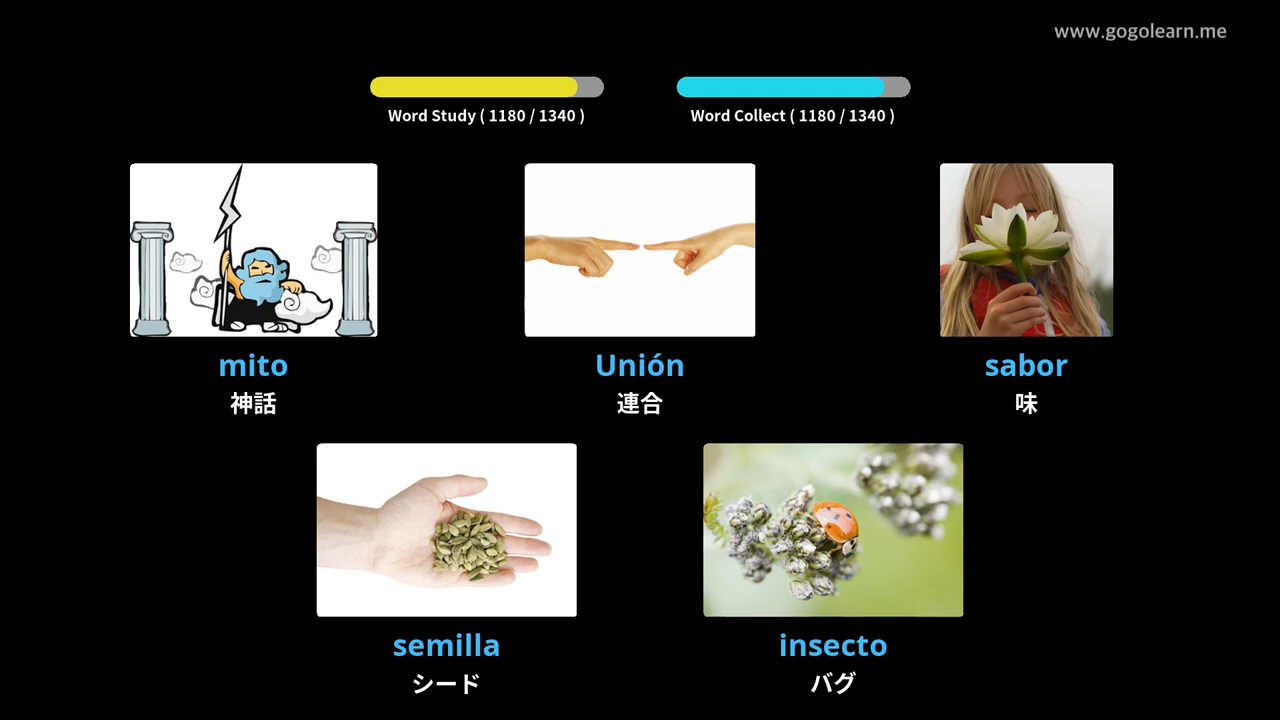 www.gogolearn.me
Word Study ( 1180 / 1340 )
Word Collect ( 1180 / 1340 )
mito
神話
Unión
連合
sabor
味
semilla
シード
insecto
バグ